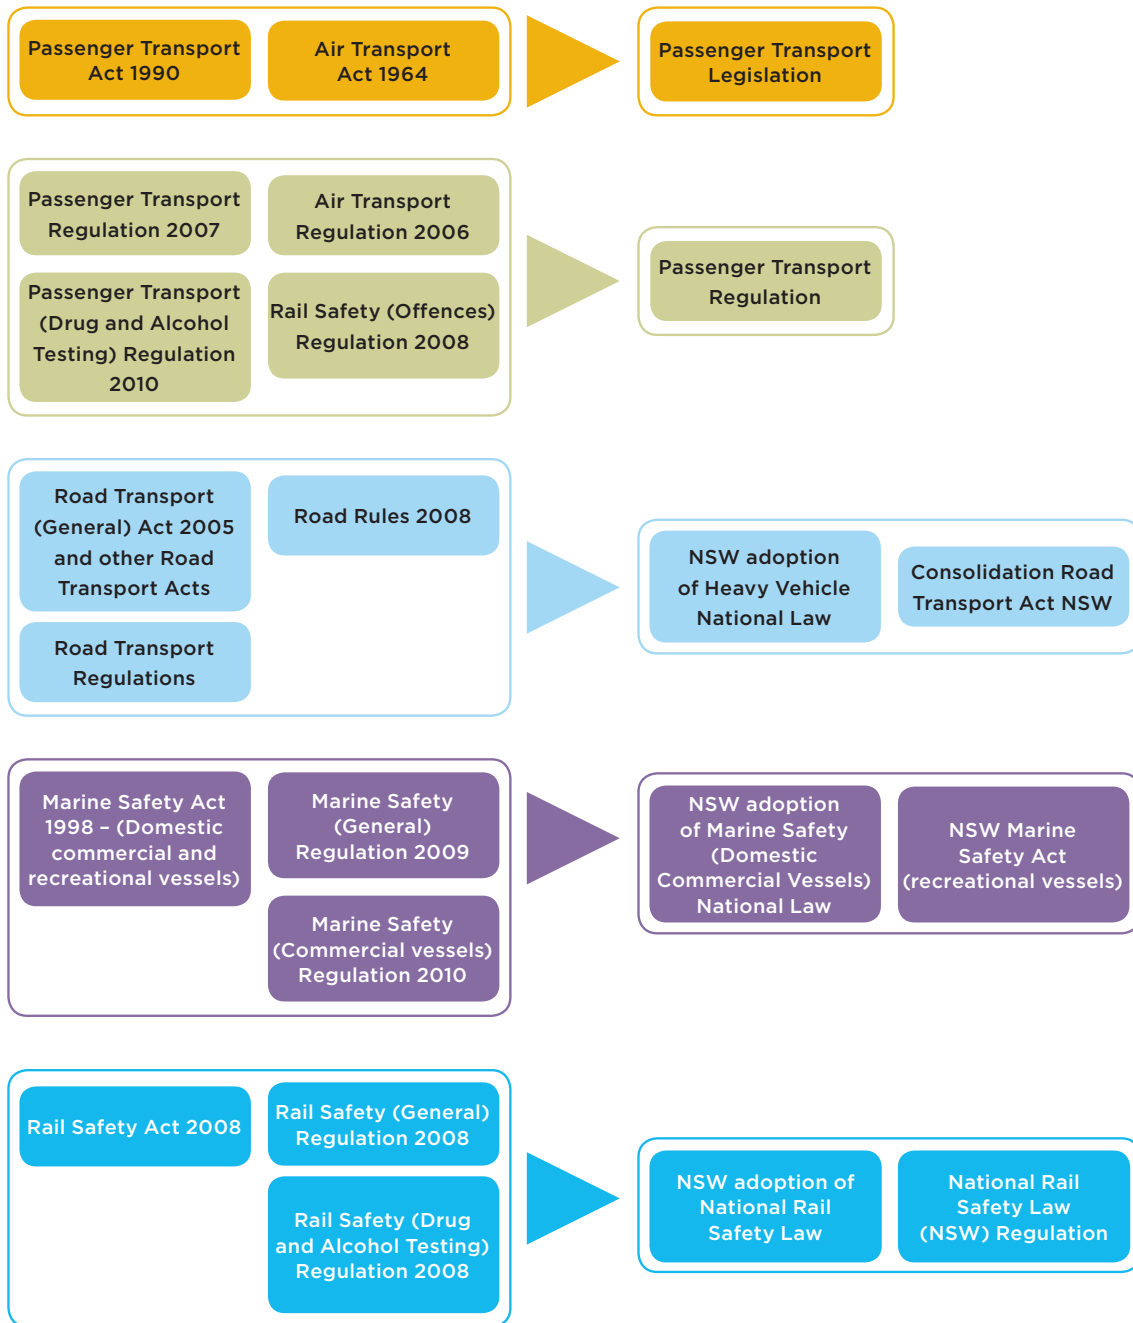 Passenger Transport
Act 1990
Air Transport
Act 1964
Passenger Transport
Legislation
Passenger Transport
Regulation 2007
Air Transport
Regulation 2006
Passenger Transport
(Drug and Alcohol
Testing) Regulation
2010
Rail Safety (Offences)
Regulation 2008
Passenger Transport
Regulation
Road Transport
(General) Act 2005
and other Road
Transport Acts
Road Rules 2008
Road Transport
Regulations
NSW adoption
of Heavy Vehicle
National Law
Consolidation Road
Transport Act NSW
Marine Safety Act
1998 – (Domestic
commercial and
recreational vessels)
Marine Safety
(General)
Regulation 2009
Marine Safety
(Commercial vessels)
Regulation 2010
NSW adoption
of Marine Safety
(Domestic
Commercial Vessels)
National Law
NSW Marine
Safety Act
(recreational vessels)
Rail Safety Act 2008
Rail Safety (General)
Regulation 2008
Rail Safety (Drug
and Alcohol Testing)
Regulation 2008
NSW adoption of
National Rail
Safety Law
National Rail
Safety Law
(NSW) Regulation